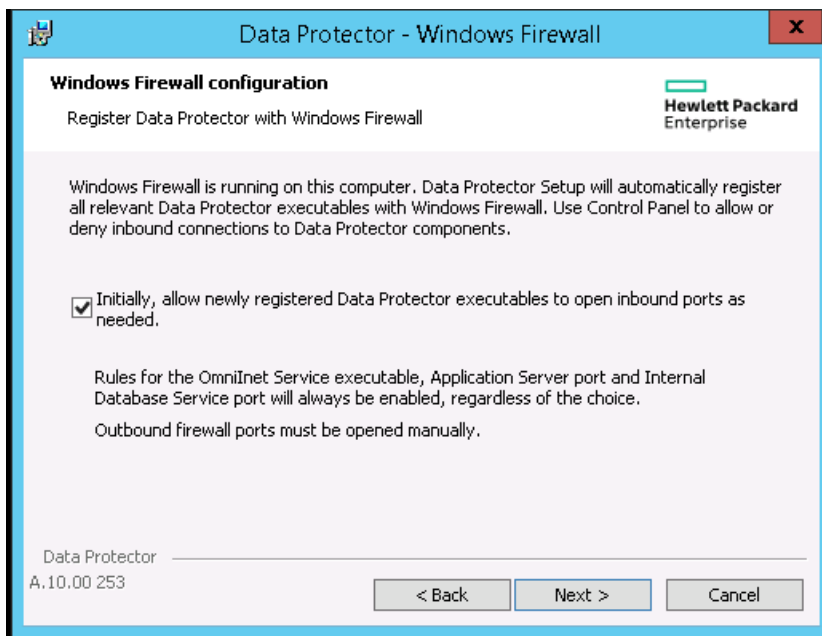 Data Protector - Windows Firewall
x
Windows Firewall configuration
Register Data Protector with Windows Firewall
Hewlett Packard
Enterprise
Windows Firewall is running on this computer. Data Protector Setup will automatically register
all relevant Data Protector executables with Windows Firewall. Use Control Panel to allow or
deny inbound connections to Data Protector components.
Initially, allow newly registered Data Protector executables to open inbound ports as
needed.
Rules for the OmniInet Service executable, Application Server port and Internal
Database Service port will always be enabled, regardless of the choice.
Outbound firewall ports must be opened manually.
Data Protector
A.10.00 253
< Back
Next >
Cancel